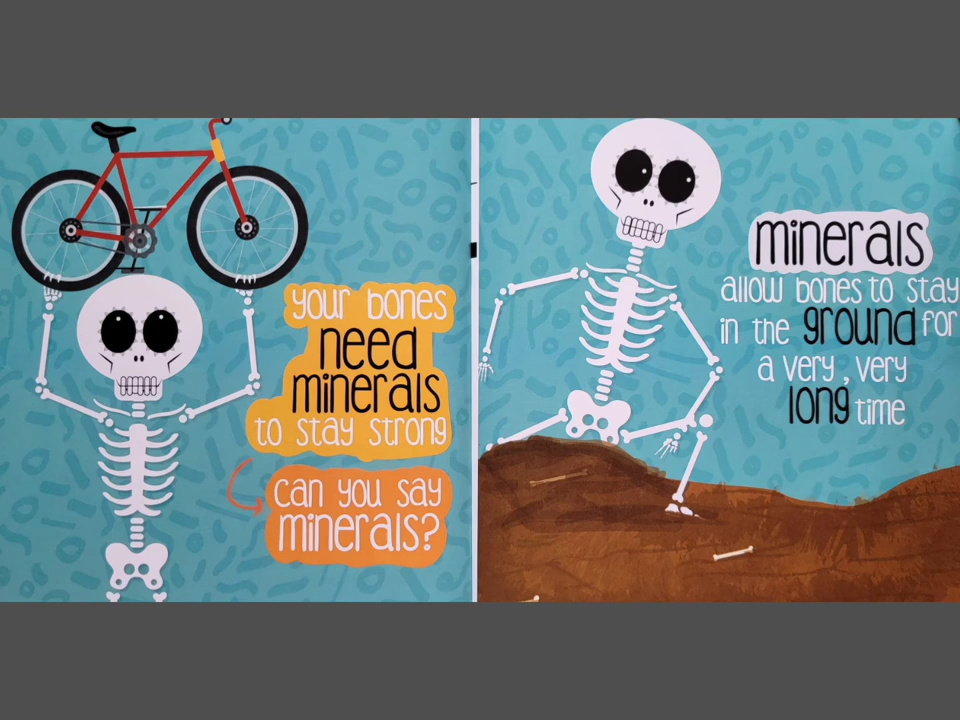 your bones
need
minerals
to stay strong
can you say
minerals?
minerals
allow bones to stay
in the ground for
a very, very
long time